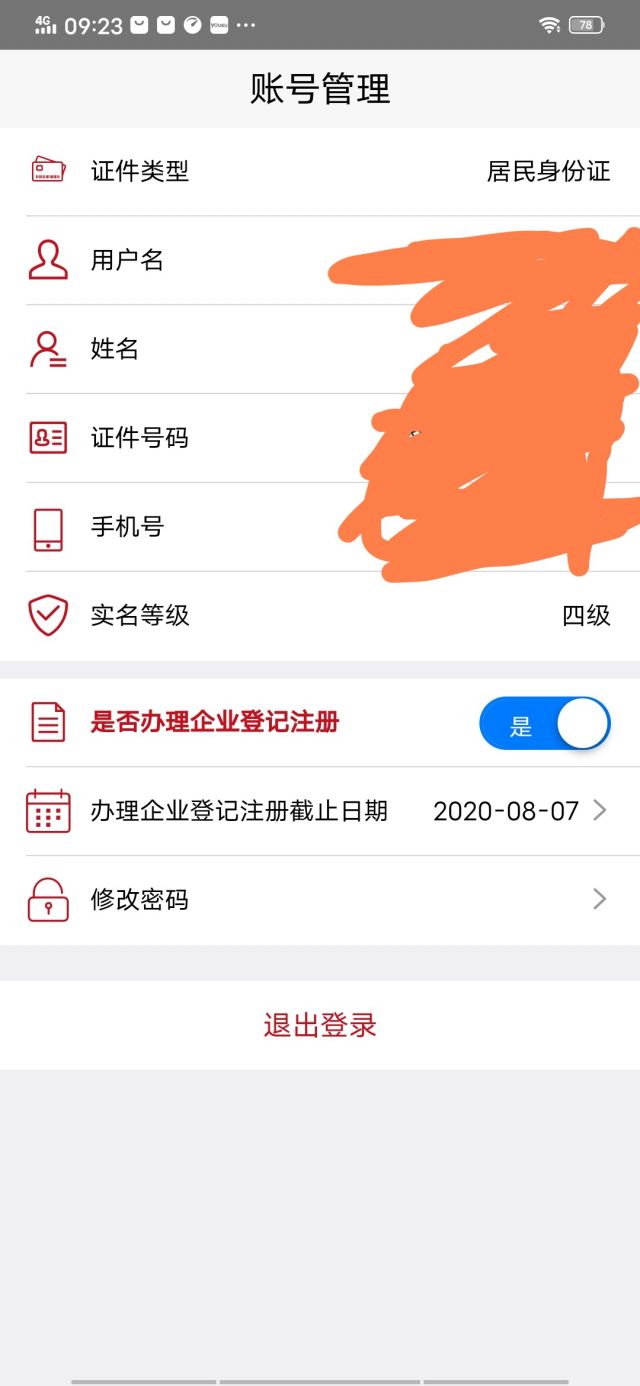 4G 09:23 YOUKU 78
账号管理
证件类型 居民身份证
用户名
姓名
证件号码
手机号
实名等级 四级
是否办理企业登记注册 是
办理企业登记注册截止日期 2020-08-07
修改密码
退出登录